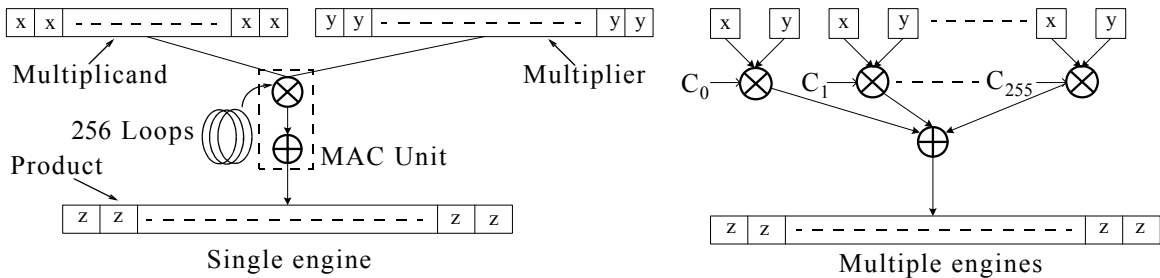 x x x x
y y y y
Multiplicand
Multiplier
256 Loops
MAC Unit
Product
z z z z
Single engine
x y x y x y
C0 C1 C255
z z z z
Multiple engines